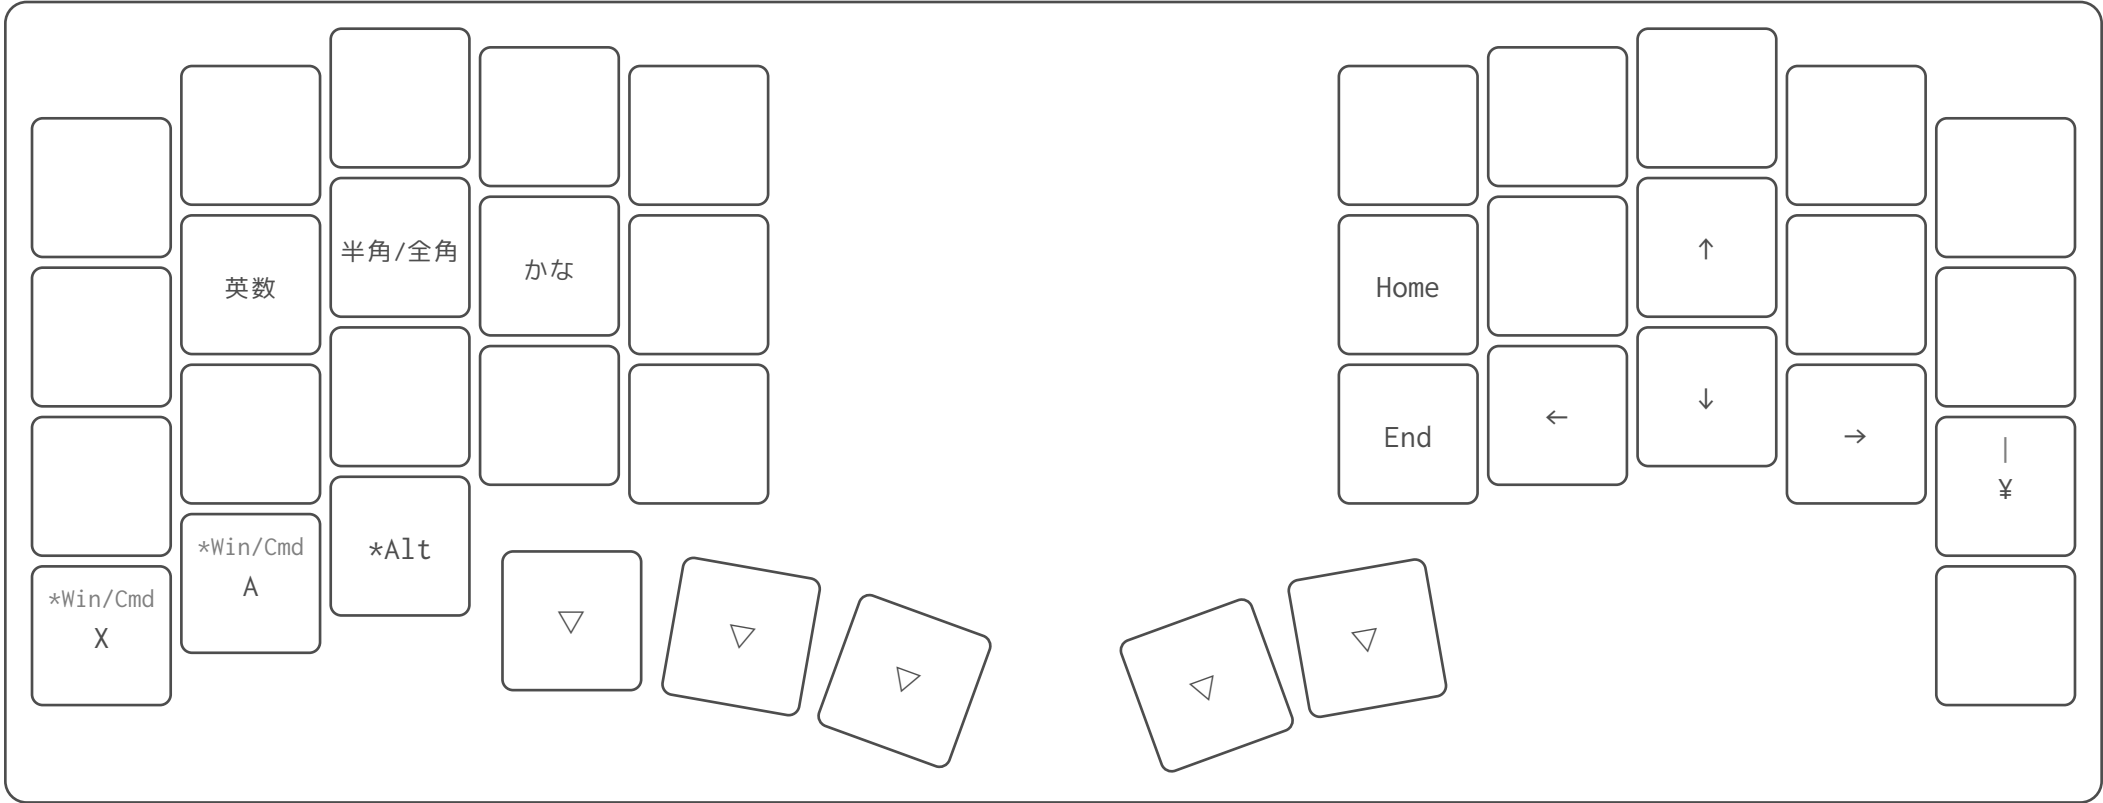 英数
半角/全角
かな
*Win/Cmd
X
*Win/Cmd
A
*Alt
▽
▽
▽
Home
End
↑
←
↓
→
|
¥
▽
▽